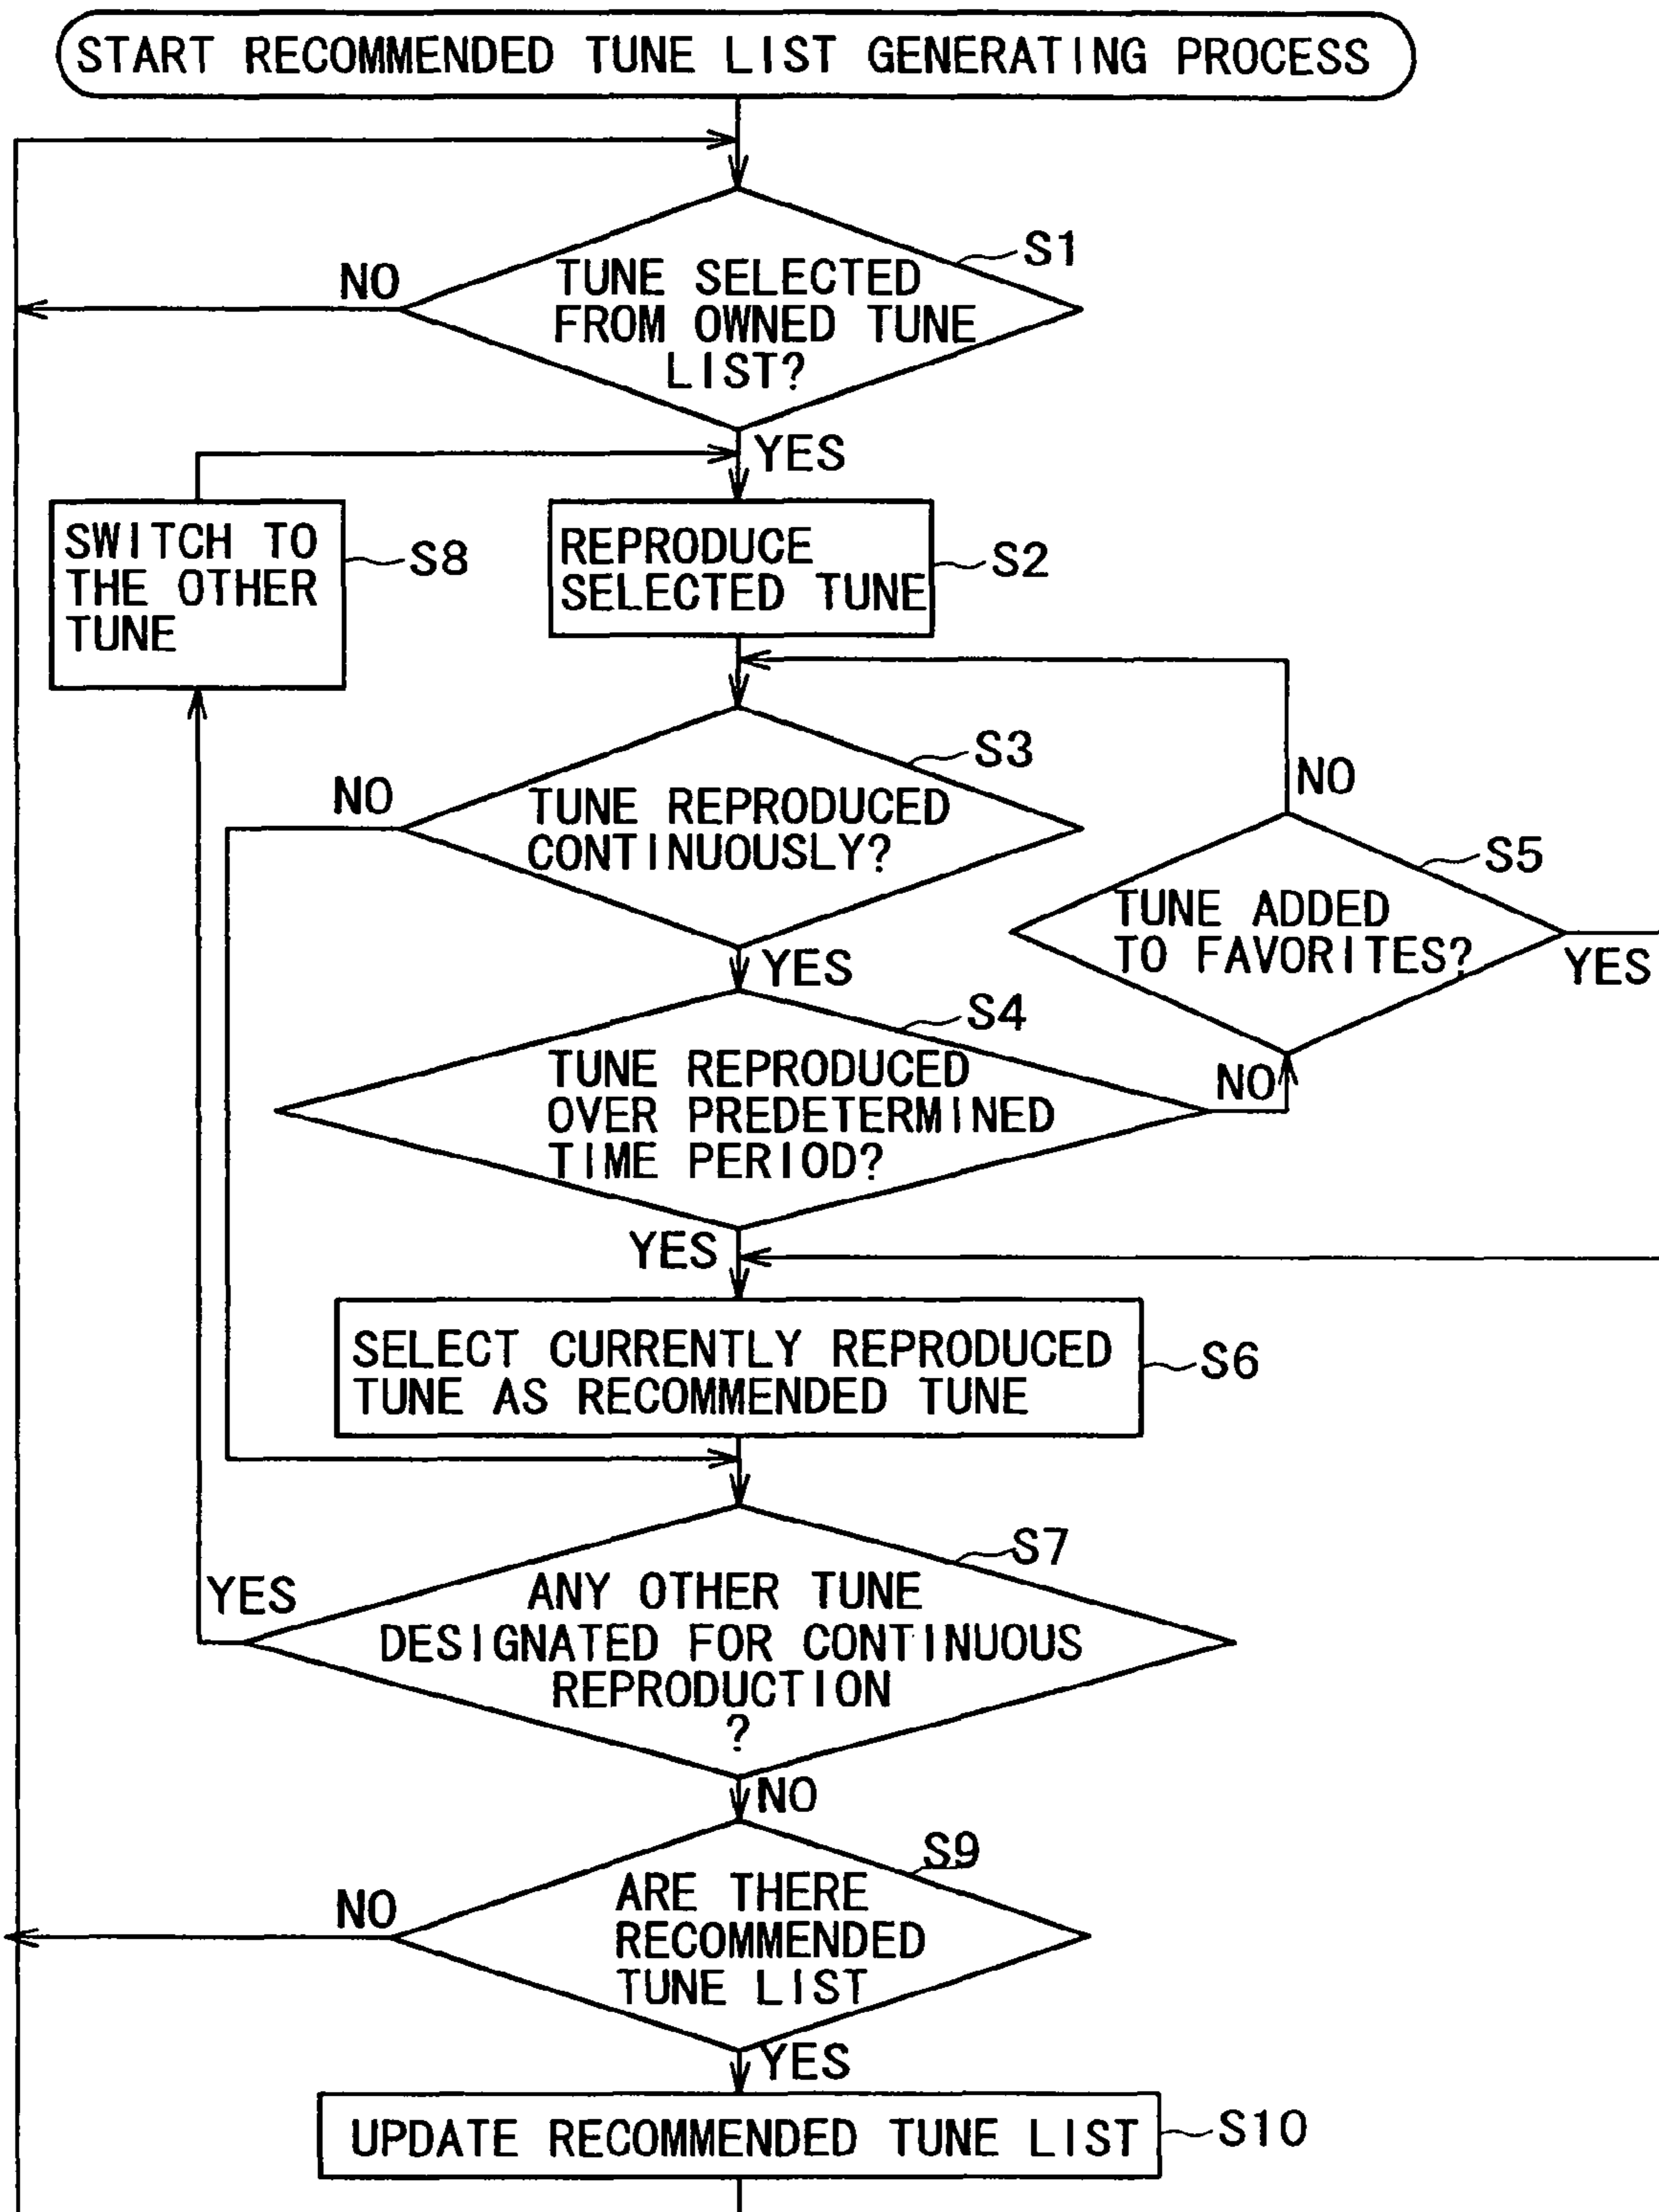 START RECOMMENDED TUNE LIST GENERATING PROCESS
S1
NO
TUNE SELECTED
FROM OWNED TUNE
LIST?
YES
SWITCH TO
THE OTHER
TUNE
S8
REPRODUCE
SELECTED TUNE
S2
S3
NO
TUNE REPRODUCED
CONTINUOUSLY?
NO
S5
TUNE ADDED
TO FAVORITES?
YES
YES
S4
TUNE REPRODUCED
OVER PREDETERMINED
TIME PERIOD?
NO
YES
SELECT CURRENTLY REPRODUCED
TUNE AS RECOMMENDED TUNE
S6
S7
YES
ANY OTHER TUNE
DESIGNATED FOR CONTINUOUS
REPRODUCTION
?
NO
S9
NO
ARE THERE
RECOMMENDED
TUNE LIST
YES
UPDATE RECOMMENDED TUNE LIST
S10